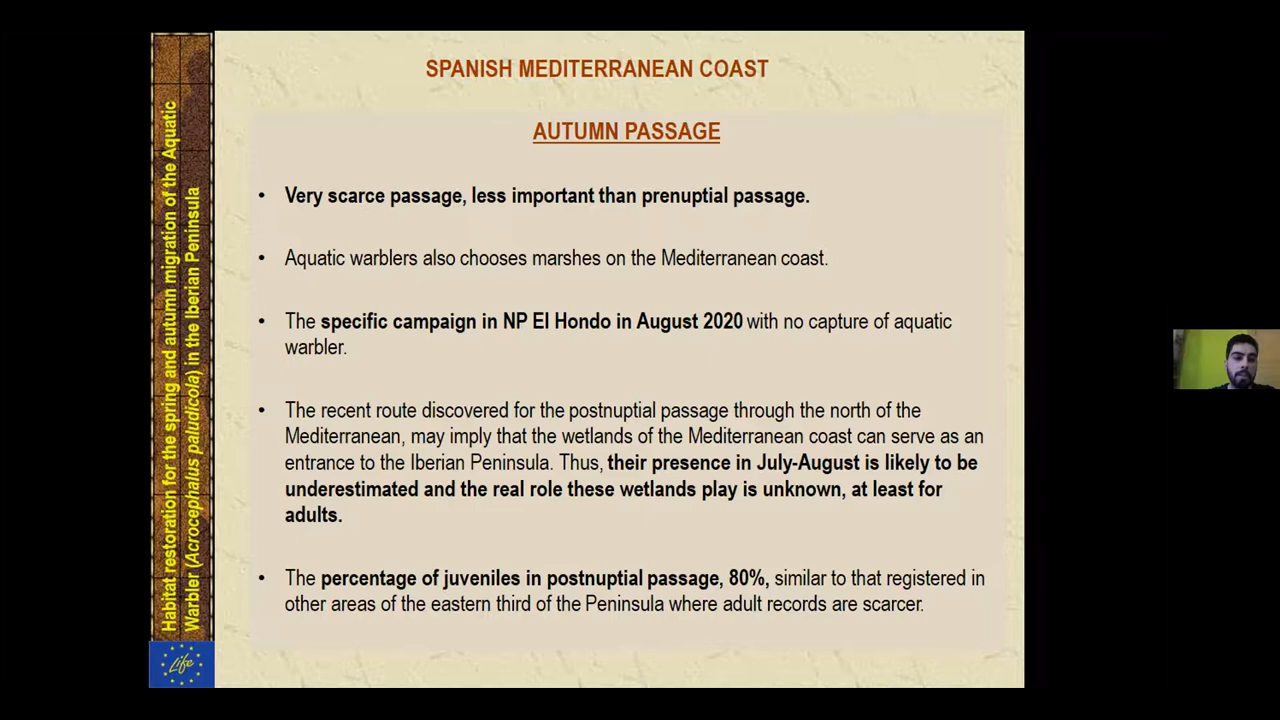 SPANISH MEDITERRANEAN COAST
AUTUMN PASSAGE
• Very scarce passage, less important than prenuptial passage.
• Aquatic warblers also chooses marshes on the Mediterranean coast.
• The specific campaign in NP El Hondo in August 2020 with no capture of aquatic
warbler.
• The recent route discovered for the postnuptial passage through the north of the
Mediterranean, may imply that the wetlands of the Mediterranean coast can serve as an
entrance to the Iberian Peninsula. Thus, their presence in July-August is likely to be
underestimated and the real role these wetlands play is unknown, at least for
adults.
• The percentage of juveniles in postnuptial passage, 80%, similar to that registered in
other areas of the eastern third of the Peninsula where adult records are scarcer.
Habitat restoration for the spring and autumn migration of the Aquatic
Warbler (Acrocephalus paludicola) in the Iberian Peninsula
Life